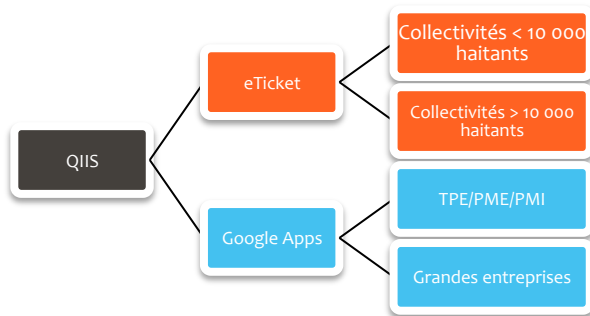 Collectivités < 10 000
haitants
eTicket
Collectivités > 10 000
haitants
QIIS
TPE/PME/PMI
Google Apps
Grandes entreprises